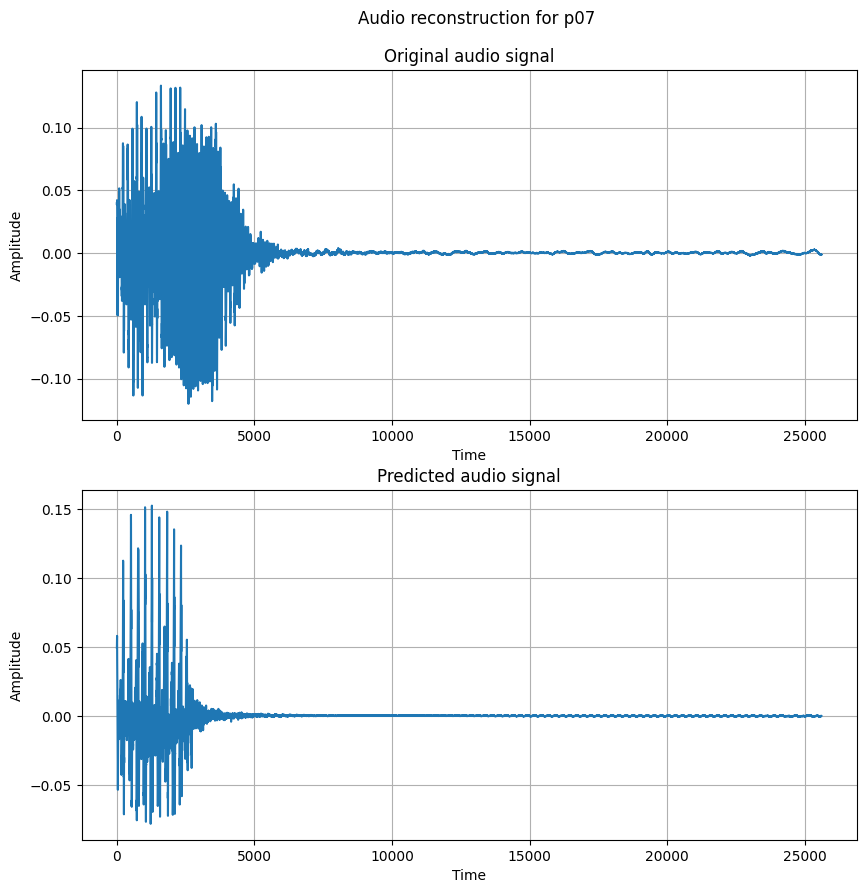 Audio reconstruction for p07
Original audio signal
Amplitude
0.10
0.05
0.00
−0.05
−0.10
0 5000 10000 15000 20000 25000
Time
Predicted audio signal
Amplitude
0.15
0.10
0.05
0.00
−0.05
0 5000 10000 15000 20000 25000
Time